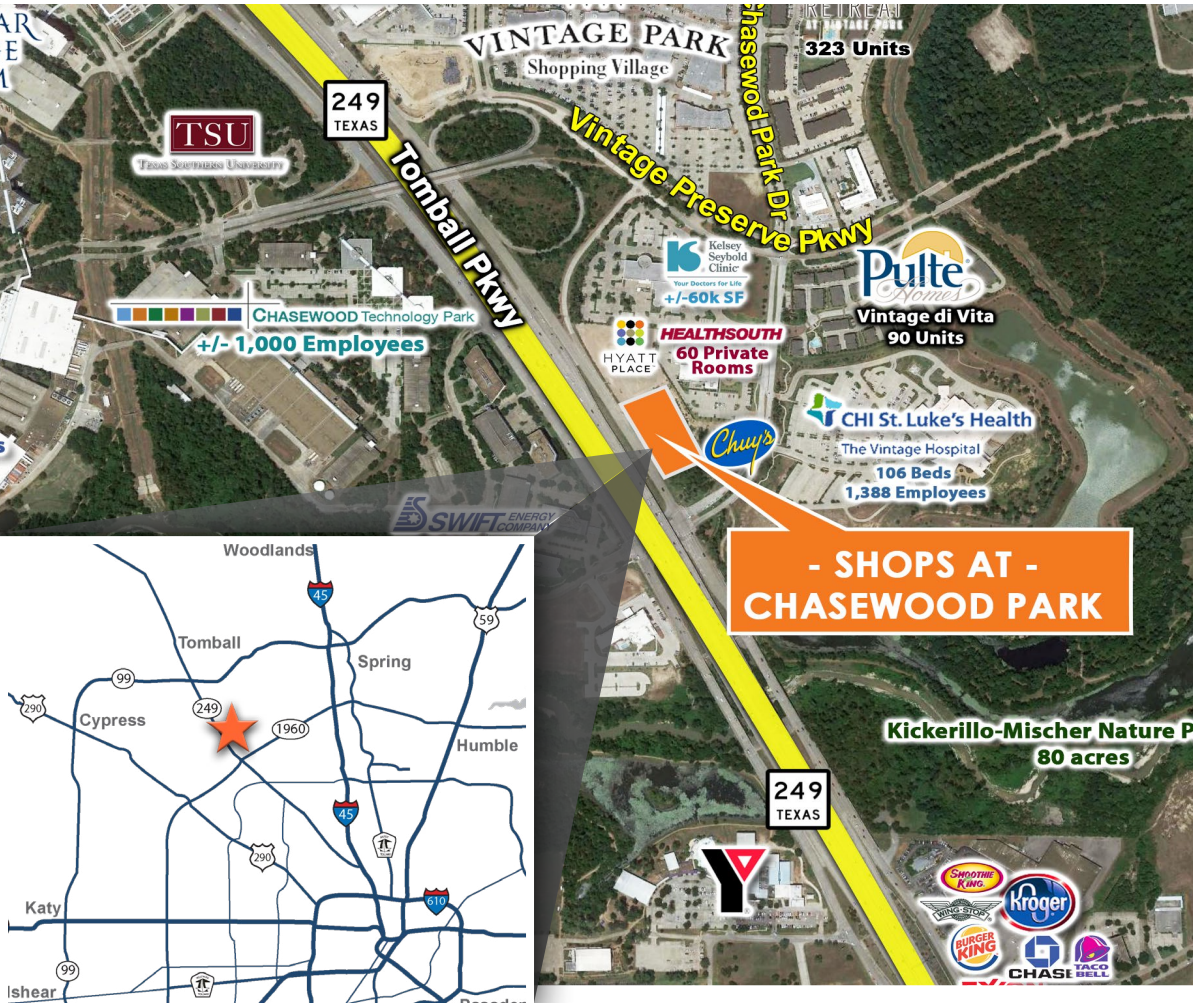 VINTAGE PARK
Shopping Village
RETREAT
AT VINTAGE PARK
323 Units
Chasewood Park Dr
249
TEXAS
TSU
TEXAS SOUTHERN UNIVERSITY
Tomball Pkwy
Vintage Preserve Pkwy
Kelsey
Seybold
Clinic
Your Doctors for Life
+/-60k SF
Pulte
Homes
Vintage di Vita
90 Units
CHASEWOOD Technology Park
+/- 1,000 Employees
HYATT
PLACE
HEALTHSOUTH
60 Private
Rooms
Chuy's
CHI St. Luke's Health
The Vintage Hospital
106 Beds
1,388 Employees
SWIFT ENERGY
COMPANY
- SHOPS AT -
CHASEWOOD PARK
Woodlands
45
59
Tomball
Spring
99
249
290
Cypress
1960
Humble
45
290
610
Katy
99
Kickerillo-Mischer Nature P
80 acres
249
TEXAS
Y
SMOOTHIE
KING
WING-STOP
Kroger
BURGER
KING
CHASE
TACO
BELL